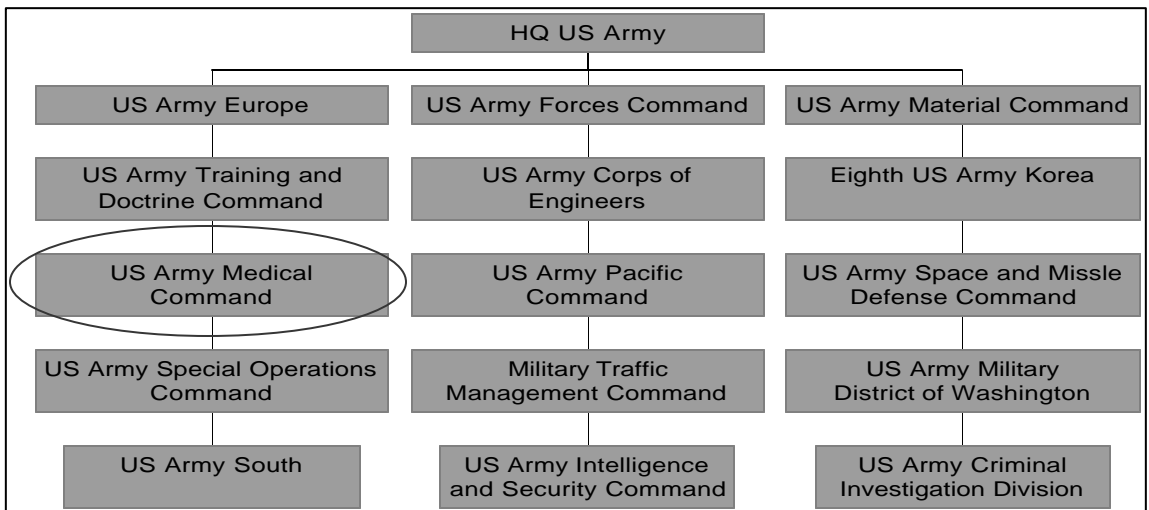 HQ US Army
US Army Europe
US Army Forces Command
US Army Material Command
US Army Training and
Doctrine Command
US Army Corps of
Engineers
Eighth US Army Korea
US Army Medical
Command
US Army Pacific
Command
US Army Space and Missle
Defense Command
US Army Special Operations
Command
Military Traffic
Management Command
US Army Military
District of Washington
US Army South
US Army Intelligence
and Security Command
US Army Criminal
Investigation Division